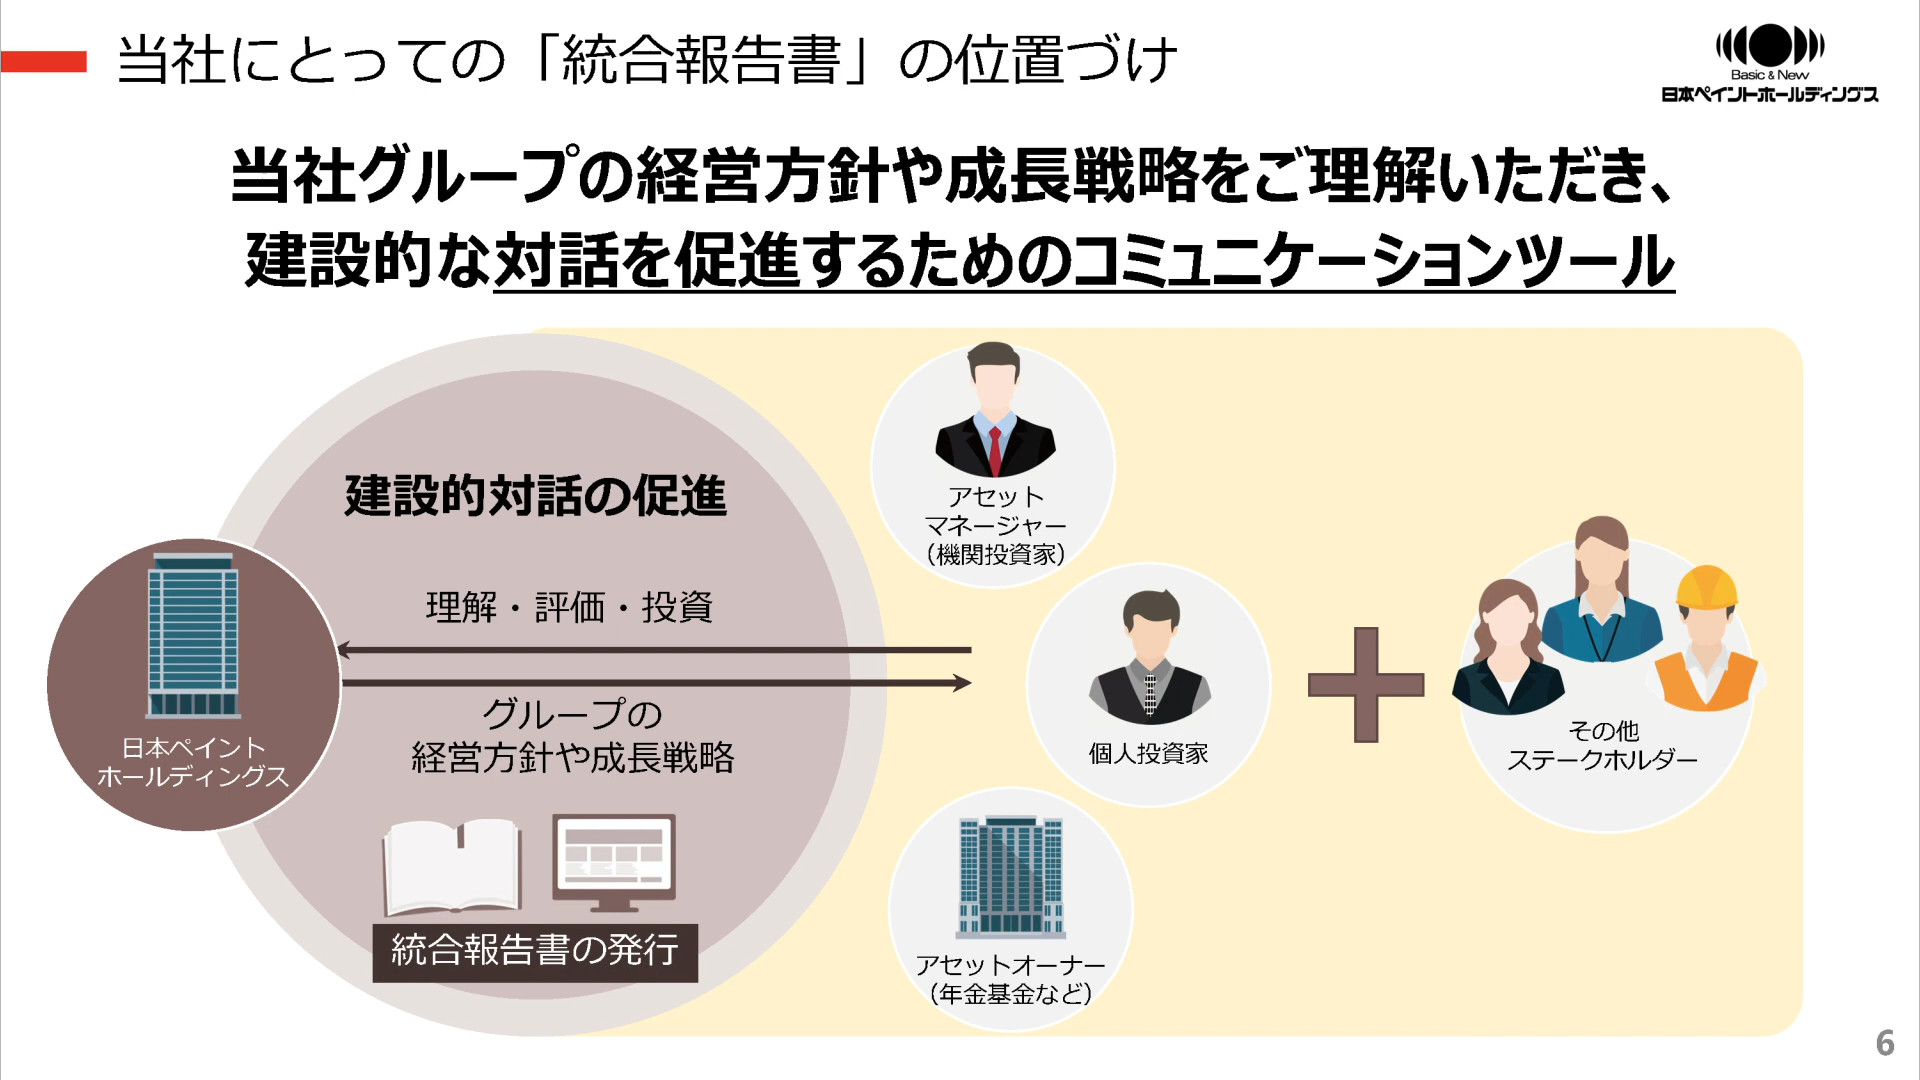 当社にとっての「統合報告書」の位置づけ
Basic & New
日本ペイントホールディングス
当社グループの経営方針や成長戦略をご理解いただき、
建設的な対話を促進するためのコミュニケーションツール
建設的対話の促進
理解・評価・投資
グループの
経営方針や成長戦略
統合報告書の発行
日本ペイント
ホールディングス
アセット
マネージャー
（機関投資家）
個人投資家
アセットオーナー
（年金基金など）
その他
ステークホルダー
6